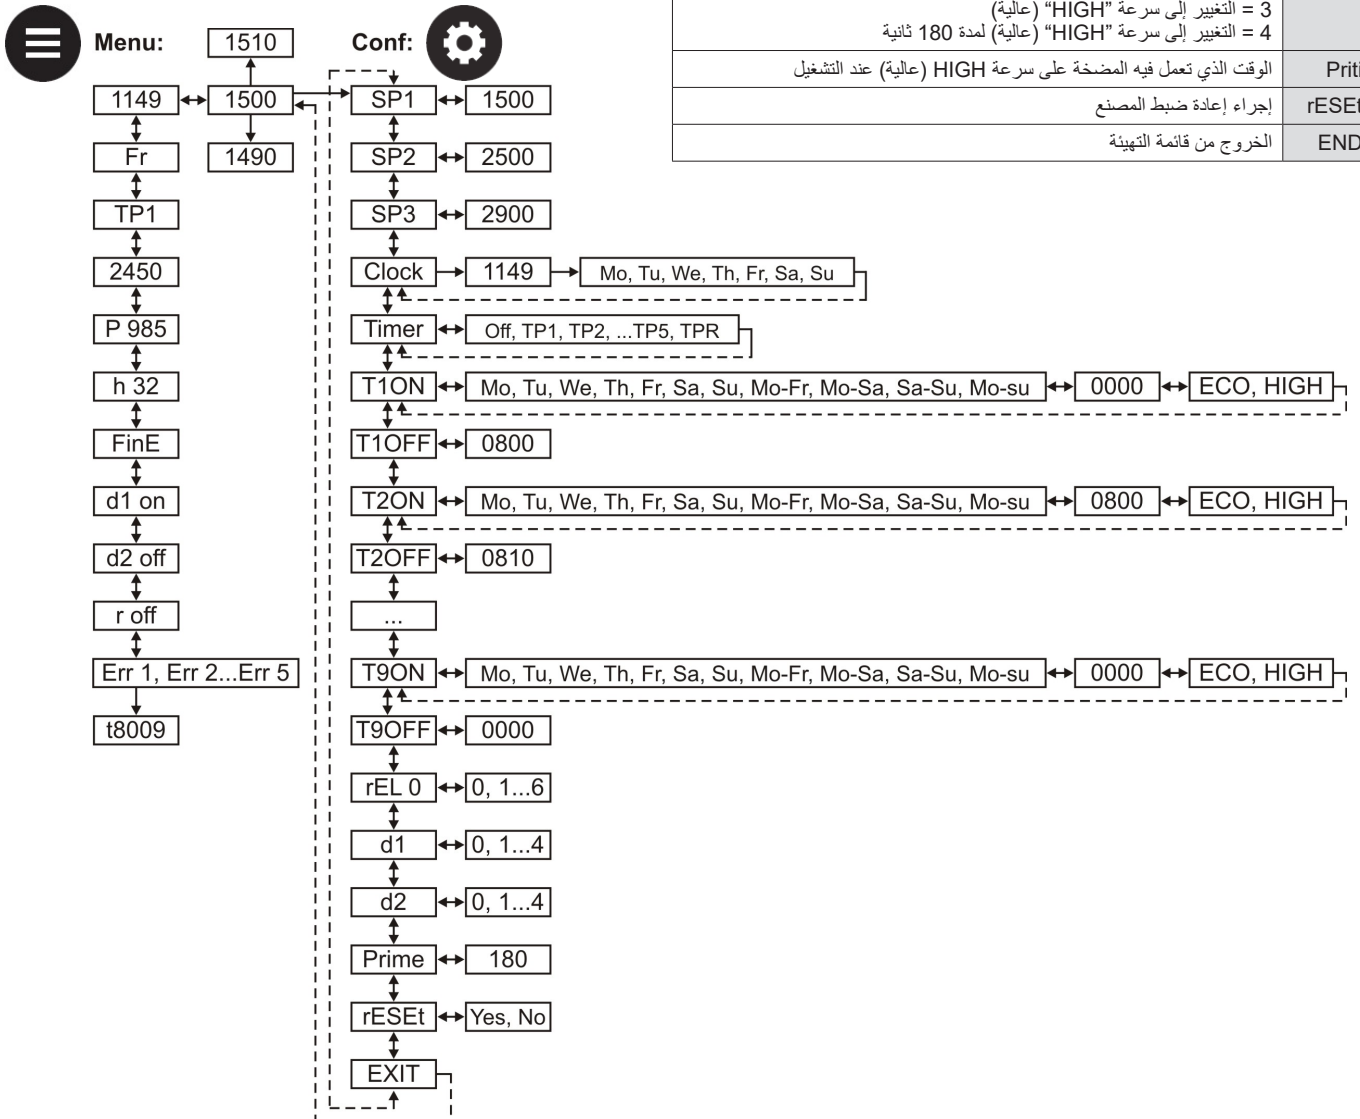 3 = التغيير إلى سرعة “HIGH” (عالية)
4 = التغيير إلى سرعة “HIGH” (عالية) لمدة 180 ثانية
Priti الوقت الذي تعمل فيه المضخة على سرعة HIGH (عالية) عند التشغيل
rESEt إجراء إعادة ضبط المصنع
END الخروج من قائمة التهيئة
Menu:
1510
1149 1500
Fr 1490
TP1
2450
P 985
h 32
FinE
d1 on
d2 off
r off
Err 1, Err 2...Err 5
t8009
Conf:
SP1 1500
SP2 2500
SP3 2900
Clock 1149 Mo, Tu, We, Th, Fr, Sa, Su
Timer Off, TP1, TP2, ...TP5, TPR
T1ON Mo, Tu, We, Th, Fr, Sa, Su, Mo-Fr, Mo-Sa, Sa-Su, Mo-su 0000 ECO, HIGH
T1OFF 0800
T2ON Mo, Tu, We, Th, Fr, Sa, Su, Mo-Fr, Mo-Sa, Sa-Su, Mo-su 0800 ECO, HIGH
T2OFF 0810
...
T9ON Mo, Tu, We, Th, Fr, Sa, Su, Mo-Fr, Mo-Sa, Sa-Su, Mo-su 0000 ECO, HIGH
T9OFF 0000
rEL 0 0, 1...6
d1 0, 1...4
d2 0, 1...4
Prime 180
rESEt Yes, No
EXIT